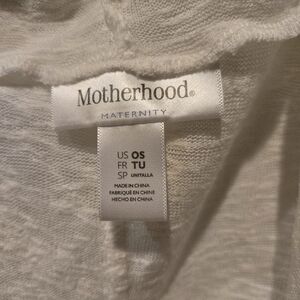 Motherhood®
MATERNITY
US OS
FR TU
SP UNITALLA
MADE IN CHINA
FABRIQUÉ EN CHINE
HECHO EN CHINA